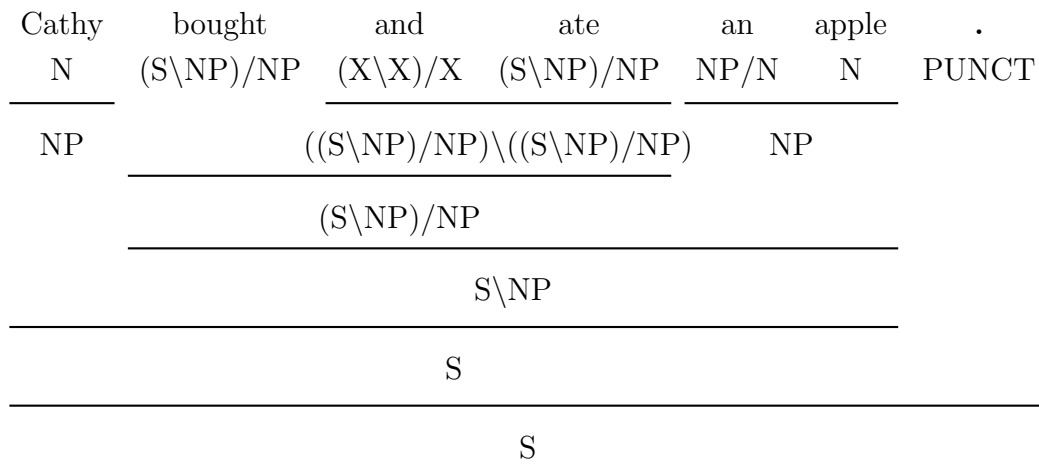 Cathy bought and ate an apple .
N (S\NP)/NP (X\X)/X (S\NP)/NP NP/N N PUNCT
NP ((S\NP)/NP)\((S\NP)/NP) NP
(S\NP)/NP
S\NP
S
S